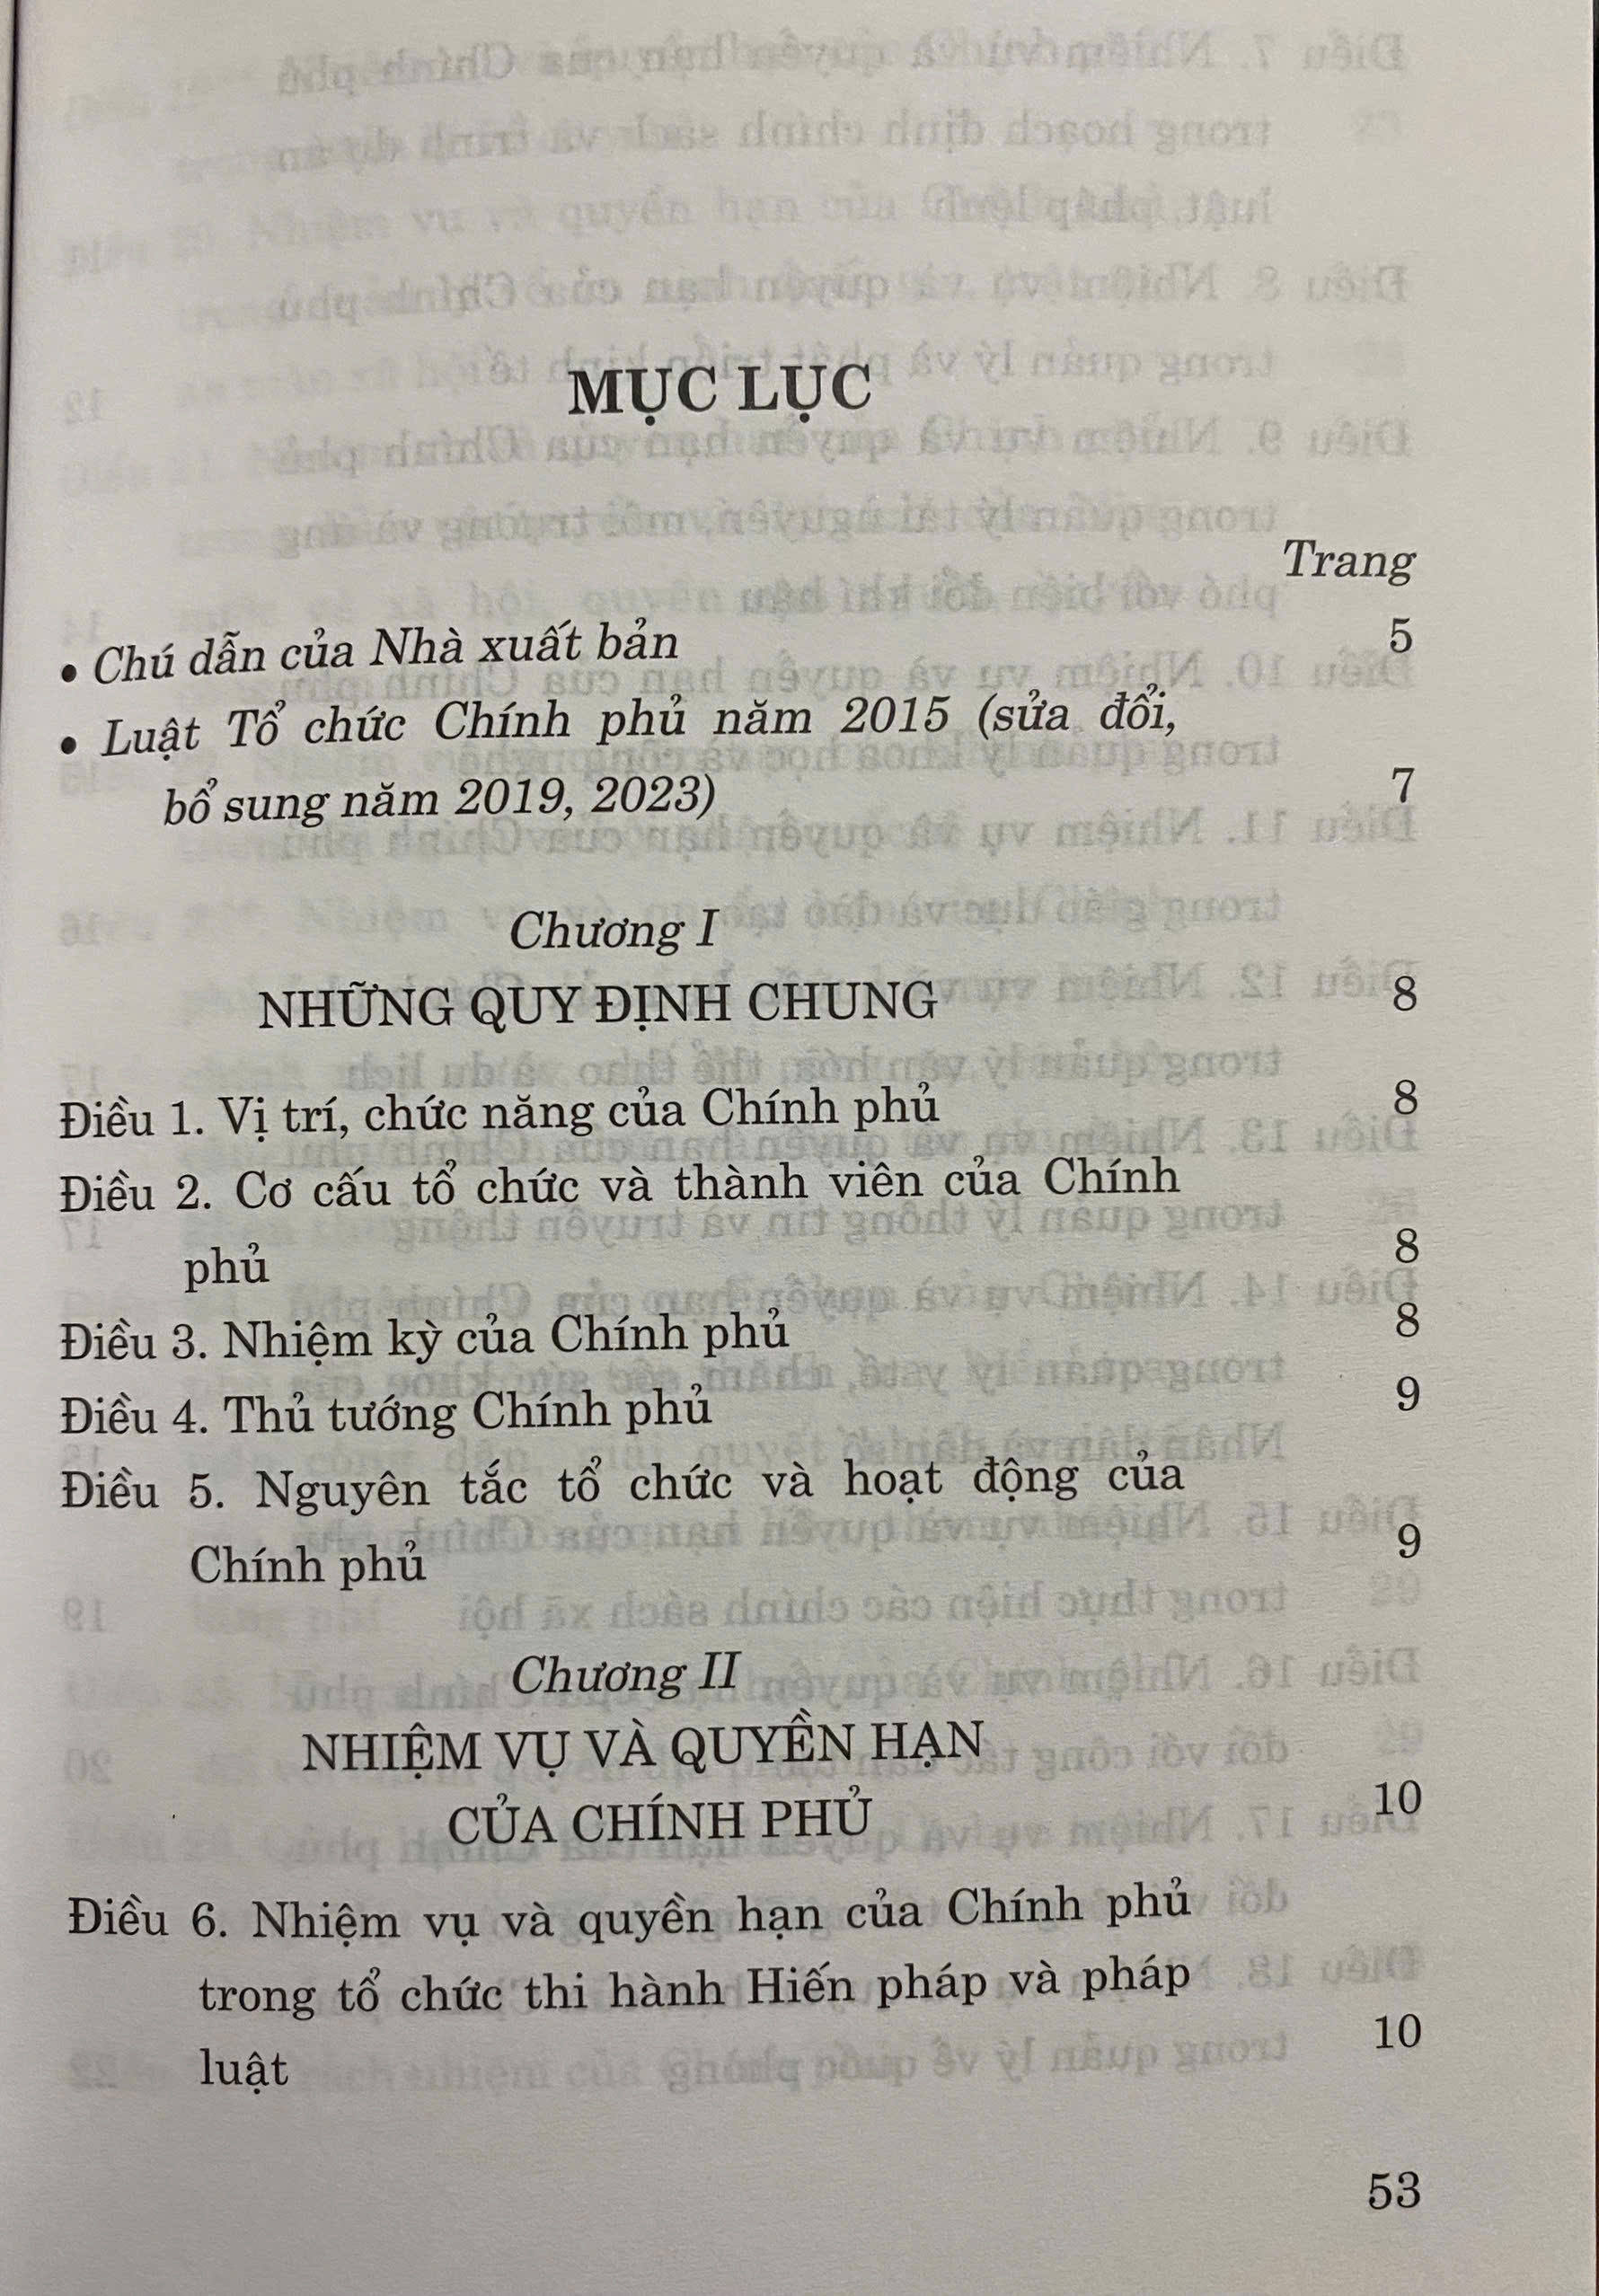 MỤC LỤC
Trang
• Chú dẫn của Nhà xuất bản 5
• Luật Tổ chức Chính phủ năm 2015 (sửa đổi,
bổ sung năm 2019, 2023) 7
Chương I
NHỮNG QUY ĐỊNH CHUNG 8
Điều 1. Vị trí, chức năng của Chính phủ 8
Điều 2. Cơ cấu tổ chức và thành viên của Chính
phủ 8
Điều 3. Nhiệm kỳ của Chính phủ 8
Điều 4. Thủ tướng Chính phủ 9
Điều 5. Nguyên tắc tổ chức và hoạt động của
Chính phủ 9
Chương II
NHIỆM VỤ VÀ QUYỀN HẠN
CỦA CHÍNH PHỦ 10
Điều 6. Nhiệm vụ và quyền hạn của Chính phủ
trong tổ chức thi hành Hiến pháp và pháp
luật 10
53